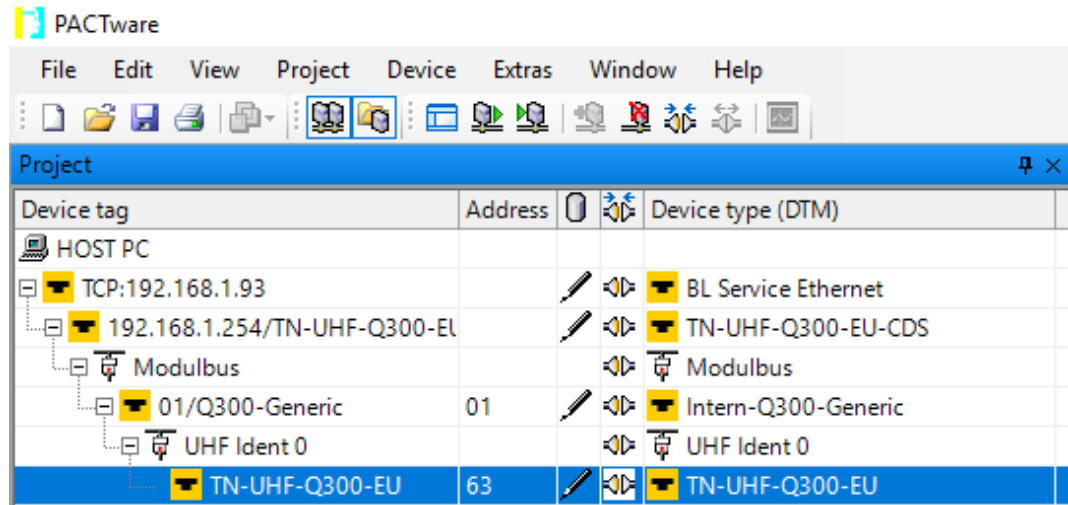 PACTware
File Edit View Project Device Extras Window Help
Project
Device tag Address Device type (DTM)
HOST PC
TCP:192.168.1.93 BL Service Ethernet
192.168.1.254/TN-UHF-Q300-EU TN-UHF-Q300-EU-CDS
Modulbus Modulbus
01/Q300-Generic 01 Intern-Q300-Generic
UHF Ident 0 UHF Ident 0
TN-UHF-Q300-EU 63 TN-UHF-Q300-EU